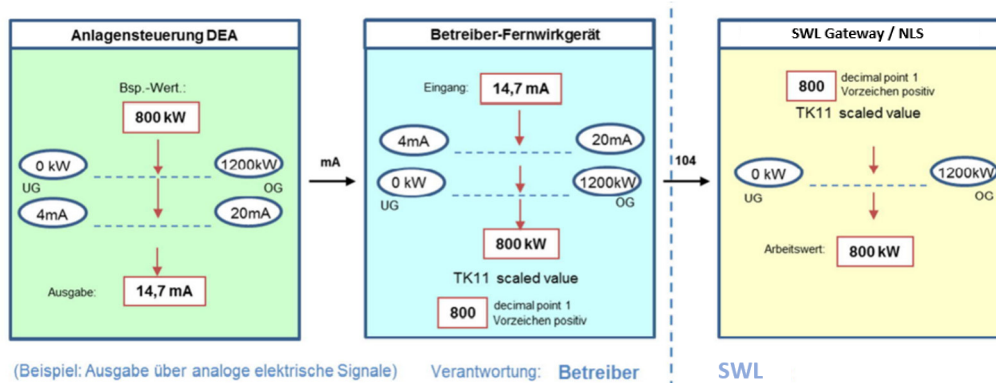 Anlagensteuerung DEA
Bsp.-Wert.:
800 kW
0 kW
1200kW
UG
OG
4mA
20mA
Ausgabe:
14,7 mA
mA
Betreiber-Fernwirkgerät
Eingang:
14,7 mA
4mA
20mA
0 kW
1200kW
UG
OG
800 kW
TK11 scaled value
800
decimal point 1
Vorzeichen positiv
104
SWL Gateway / NLS
800
decimal point 1
Vorzeichen positiv
TK11 scaled value
0 kW
1200kW
UG
OG
Arbeitswert:
800 kW
(Beispiel: Ausgabe über analoge elektrische Signale)
Verantwortung: Betreiber
SWL